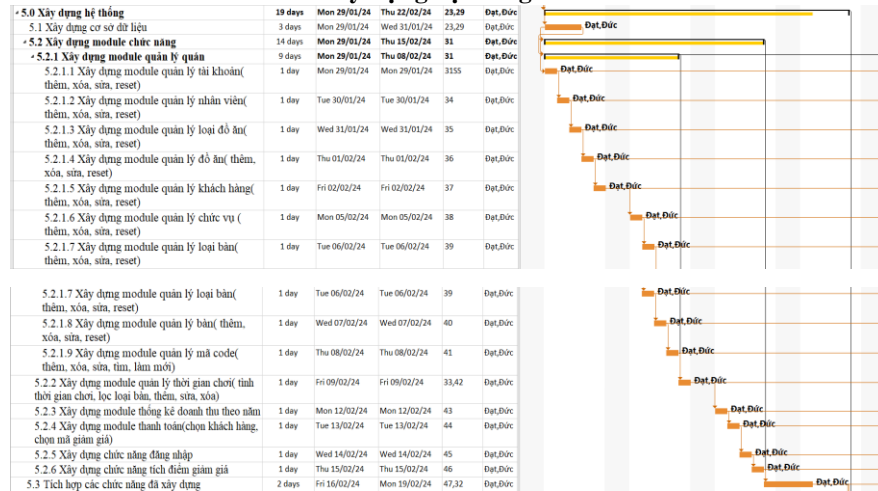 5.0 Xây dựng hệ thống 19 days Mon 29/01/24 Thu 22/02/24 23,29 Đạt,Đức
5.1 Xây dựng cơ sở dữ liệu 3 days Mon 29/01/24 Wed 31/01/24 23,29 Đạt,Đức Đạt,Đức
5.2 Xây dựng module chức năng 14 days Mon 29/01/24 Thu 15/02/24 31 Đạt,Đức
5.2.1 Xây dựng module quản lý quán 9 days Mon 29/01/24 Thu 08/02/24 31 Đạt,Đức
5.2.1.1 Xây dựng module quản lý tài khoản( 1 day Mon 29/01/24 Mon 29/01/24 31SS Đạt,Đức Đạt,Đức
thêm, xóa, sửa, reset)
5.2.1.2 Xây dựng module quản lý nhân viên( 1 day Tue 30/01/24 Tue 30/01/24 34 Đạt,Đức Đạt,Đức
thêm, xóa, sửa, reset)
5.2.1.3 Xây dựng module quản lý loại đồ ăn( 1 day Wed 31/01/24 Wed 31/01/24 35 Đạt,Đức Đạt,Đức
thêm, xóa, sửa, reset)
5.2.1.4 Xây dựng module quản lý đồ ăn( thêm, 1 day Thu 01/02/24 Thu 01/02/24 36 Đạt,Đức Đạt,Đức
xóa, sửa, reset)
5.2.1.5 Xây dựng module quản lý khách hàng( 1 day Fri 02/02/24 Fri 02/02/24 37 Đạt,Đức Đạt,Đức
thêm, xóa, sửa, reset)
5.2.1.6 Xây dựng module quản lý chức vụ ( 1 day Mon 05/02/24 Mon 05/02/24 38 Đạt,Đức Đạt,Đức
thêm, xóa, sửa, reset)
5.2.1.7 Xây dựng module quản lý loại bàn( 1 day Tue 06/02/24 Tue 06/02/24 39 Đạt,Đức Đạt,Đức
thêm, xóa, sửa, reset)
5.2.1.7 Xây dựng module quản lý loại bàn( 1 day Tue 06/02/24 Tue 06/02/24 39 Đạt,Đức Đạt,Đức
thêm, xóa, sửa, reset)
5.2.1.8 Xây dựng module quản lý bàn( thêm, 1 day Wed 07/02/24 Wed 07/02/24 40 Đạt,Đức Đạt,Đức
xóa, sửa, reset)
5.2.1.9 Xây dựng module quản lý mã code( 1 day Thu 08/02/24 Thu 08/02/24 41 Đạt,Đức Đạt,Đức
thêm, xóa, sửa, tìm, làm mới)
5.2.2 Xây dựng module quản lý thời gian chơi( tính 1 day Fri 09/02/24 Fri 09/02/24 33,42 Đạt,Đức Đạt,Đức
thời gian chơi, lọc loại bàn, thêm, sửa, xóa)
5.2.3 Xây dựng module thống kê doanh thu theo năm 1 day Mon 12/02/24 Mon 12/02/24 43 Đạt,Đức Đạt,Đức
5.2.4 Xây dựng module thanh toán(chọn khách hàng, 1 day Tue 13/02/24 Tue 13/02/24 44 Đạt,Đức Đạt,Đức
chọn mã giảm giá)
5.2.5 Xây dựng chức năng đăng nhập 1 day Wed 14/02/24 Wed 14/02/24 45 Đạt,Đức Đạt,Đức
5.2.6 Xây dựng chức năng tích điểm giảm giá 1 day Thu 15/02/24 Thu 15/02/24 46 Đạt,Đức Đạt,Đức
5.3 Tích hợp các chức năng đã xây dựng 2 days Fri 16/02/24 Mon 19/02/24 47,32 Đạt,Đức Đạt,Đức